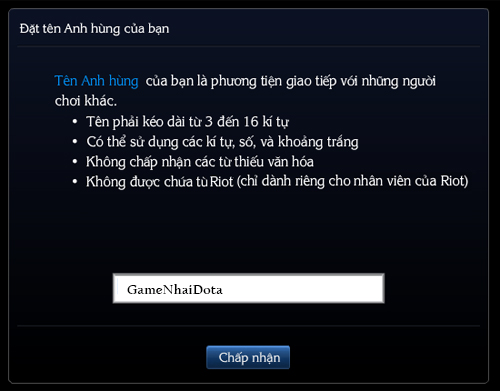 Đặt tên Anh hùng của bạn
Tên Anh hùng của bạn là phương tiện giao tiếp với những người
chơi khác.
• Tên phải kéo dài từ 3 đến 16 kí tự
• Có thể sử dụng các kí tự, số, và khoảng trắng
• Không chấp nhận các từ thiếu văn hóa
• Không được chứa từ Riot (chỉ dành riêng cho nhân viên của Riot)
GameNhaiDota
Chấp nhận